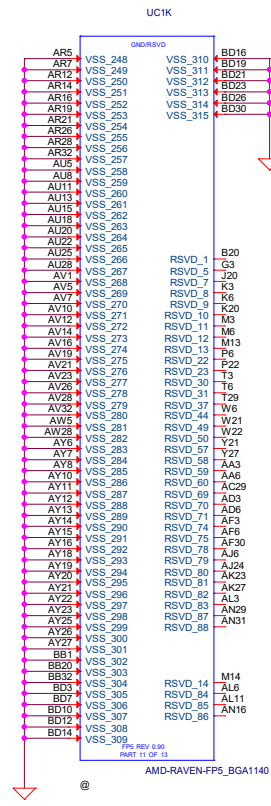 UC1K
GND/RSVD
AR5 VSS_248 VSS_310 BD16
AR7 VSS_249 VSS_311 BD19
AR12 VSS_250 VSS_312 BD21
AR14 VSS_251 VSS_313 BD23
AR16 VSS_252 VSS_314 BD26
AR19 VSS_253 VSS_315 BD30
AR21 VSS_254
AR26 VSS_255
AR28 VSS_256
AR32 VSS_257
AU5 VSS_258
AU8 VSS_259
AU11 VSS_260
AU13 VSS_261
AU15 VSS_262
AU18 VSS_263
AU20 VSS_264
AU22 VSS_265
AU25 VSS_266 RSVD_1 B20
AU28 VSS_267 RSVD_5 G3
AV1 VSS_268 RSVD_7 J20
AV5 VSS_269 RSVD_8 K3
AV7 VSS_270 RSVD_9 K6
AV10 VSS_271 RSVD_10 K20
AV12 VSS_272 RSVD_11 M3
AV14 VSS_273 RSVD_12 M6
AV16 VSS_274 RSVD_13 M13
AV19 VSS_275 RSVD_22 P6
AV21 VSS_276 RSVD_23 P22
AV23 VSS_277 RSVD_30 T3
AV26 VSS_278 RSVD_31 T6
AV28 VSS_279 RSVD_37 T29
AV32 VSS_280 RSVD_44 W6
AW5 VSS_281 RSVD_49 W21
AW28 VSS_282 RSVD_50 W22
AY6 VSS_283 RSVD_57 Y21
AY7 VSS_284 RSVD_58 Y27
AY8 VSS_285 RSVD_59 AA3
AY10 VSS_286 RSVD_60 AA6
AY11 VSS_287 RSVD_69 AC29
AY12 VSS_288 RSVD_70 AD3
AY13 VSS_289 RSVD_71 AD6
AY14 VSS_290 RSVD_74 AF3
AY15 VSS_291 RSVD_75 AF6
AY16 VSS_292 RSVD_78 AF30
AY18 VSS_293 RSVD_79 AJ6
AY19 VSS_294 RSVD_80 AJ24
AY20 VSS_295 RSVD_81 AK23
AY21 VSS_296 RSVD_82 AK27
AY22 VSS_297 RSVD_83 AL3
AY23 VSS_298 RSVD_87 AN29
AY25 VSS_299 RSVD_88 AN31
AY26 VSS_300
AY27 VSS_301
BB1 VSS_302
BB20 VSS_303
BB32 VSS_304 RSVD_14 M14
BD3 VSS_305 RSVD_84 AL6
BD7 VSS_306 RSVD_85 AL11
BD10 VSS_307 RSVD_86 AN16
BD12 VSS_308
BD14 VSS_309
FP5 REV 0.90
PART 11 OF 13
AMD-RAVEN-FP5_BGA1140
@